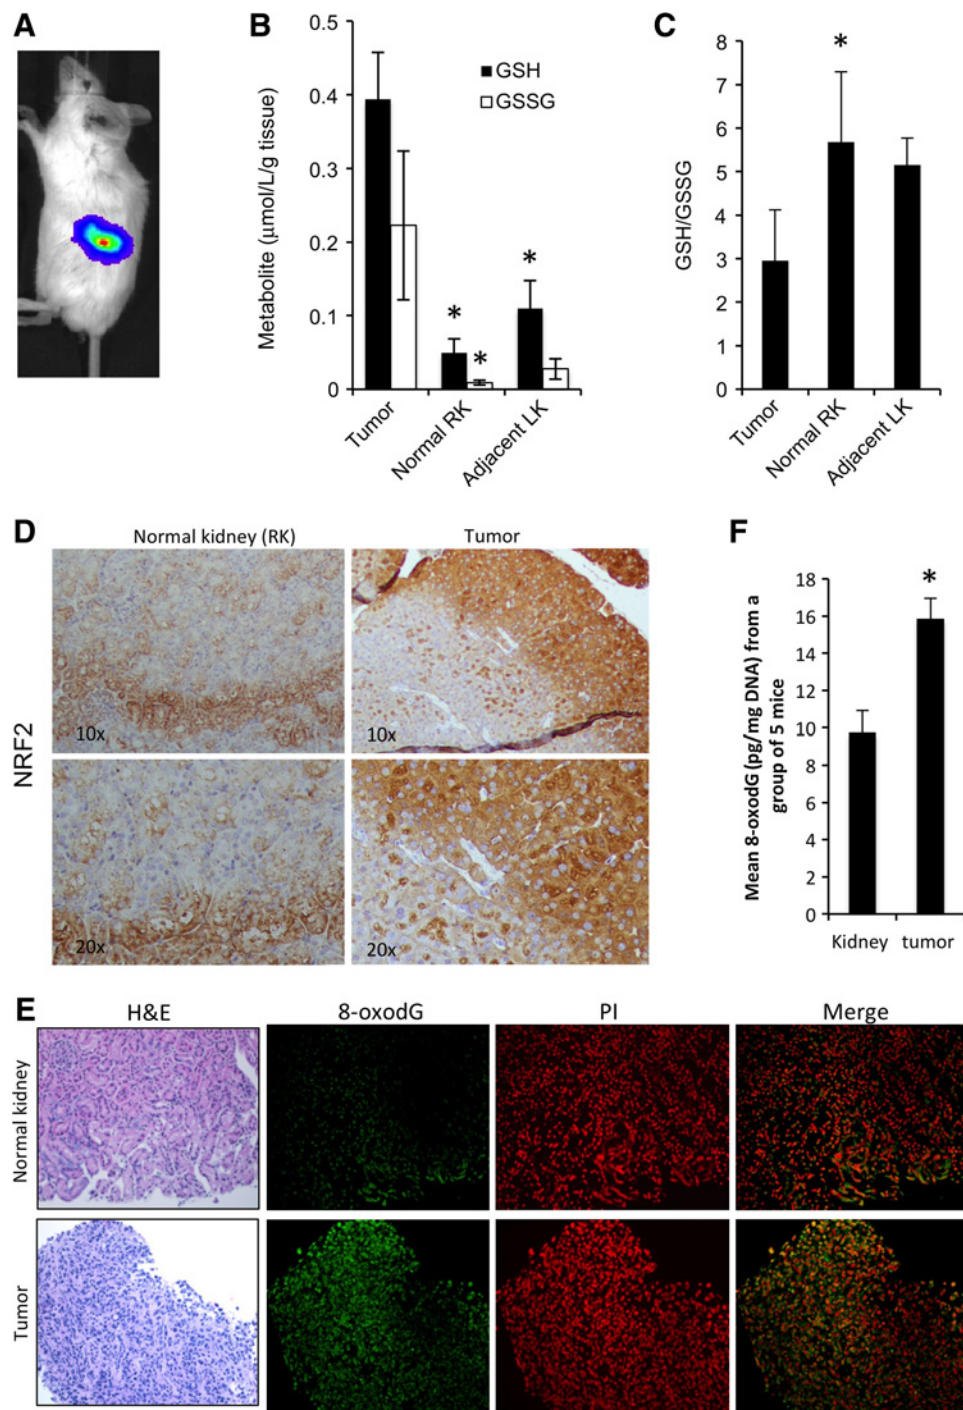 A
B
Metabolite (µmol/L/g tissue)
0.5
0.4
0.3
0.2
0.1
0
GSH
GSSG
*
*
*
Tumor
Normal RK
Adjacent LK
C
GSH/GSSG
8
7
6
5
4
3
2
1
0
*
Tumor
Normal RK
Adjacent LK
D
Normal kidney (RK)
Tumor
NRF2
10x
10x
20x
20x
F
Mean 8-oxodG (pg/mg DNA) from a
group of 5 mice
18
16
14
12
10
8
6
4
2
0
*
Kidney
tumor
E
H&E
8-oxodG
PI
Merge
Normal kidney
Tumor